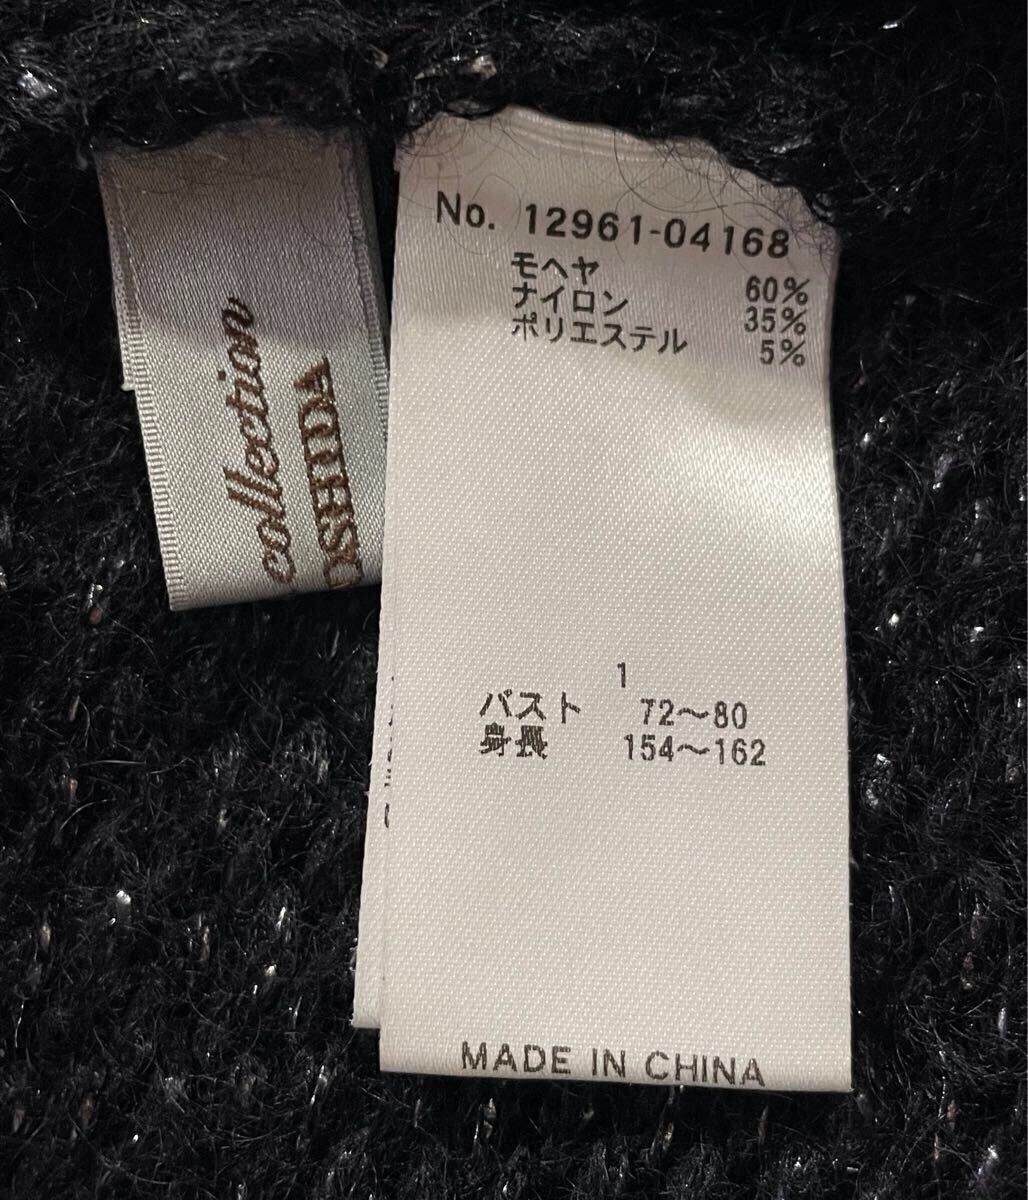 collection
No. 12961-04168
モヘヤ 60%
ナイロン 35%
ポリエステル 5%
1
バスト 72〜80
身長 154〜162
MADE IN CHINA